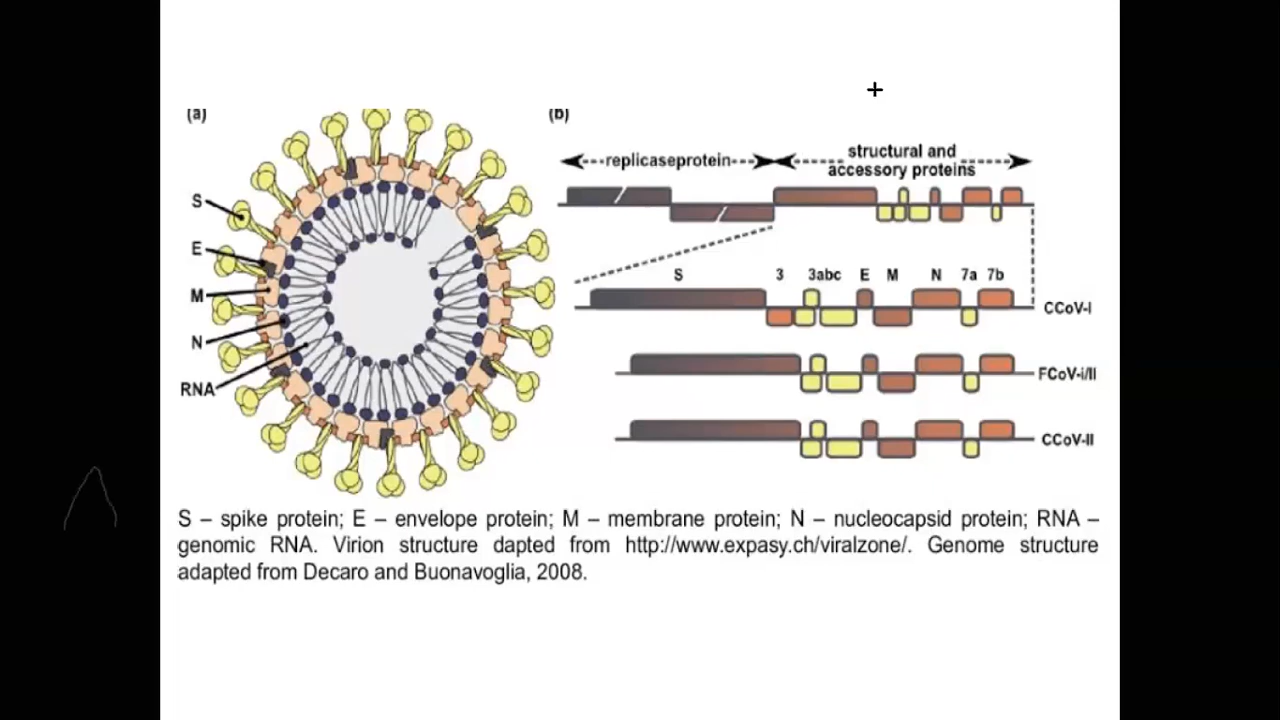 (a)
S
E
M
N
RNA
(b)
replicaseprotein
structural and
accessory proteins
S 3 3abc E M N 7a 7b
CCoV-I
FCoV-i/II
CCoV-II
S – spike protein; E – envelope protein; M – membrane protein; N – nucleocapsid protein; RNA –
genomic RNA. Virion structure dapted from http://www.expasy.ch/viralzone/. Genome structure
adapted from Decaro and Buonavoglia, 2008.